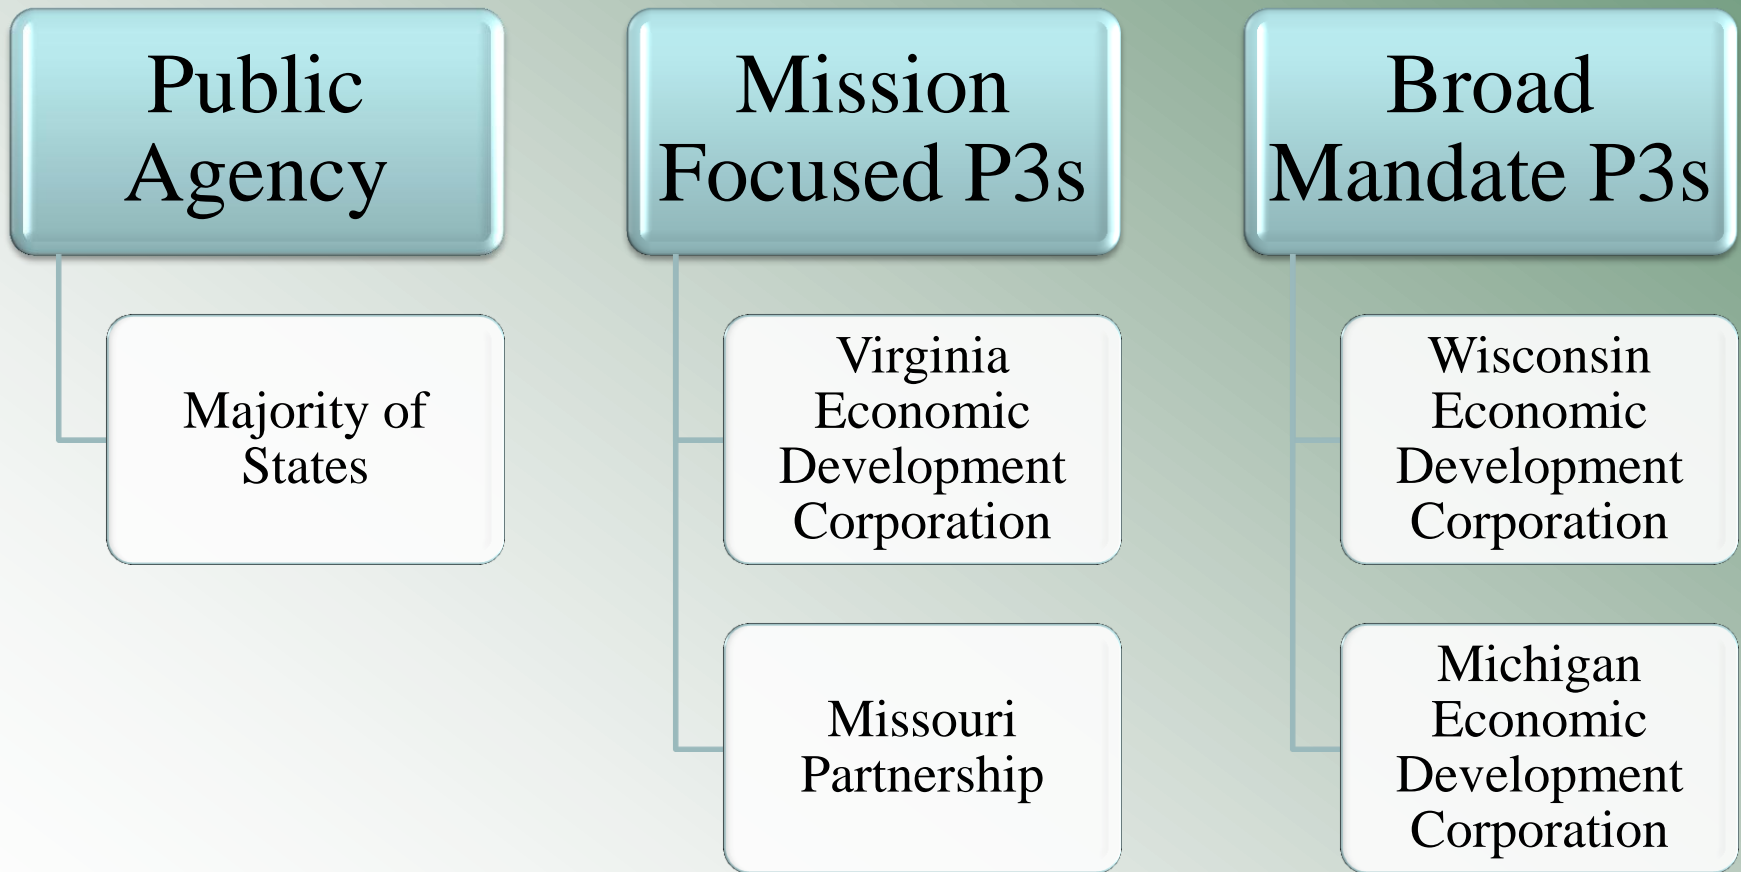 Public
Agency
Majority of
States
Mission
Focused P3s
Virginia
Economic
Development
Corporation
Missouri
Partnership
Broad
Mandate P3s
Wisconsin
Economic
Development
Corporation
Michigan
Economic
Development
Corporation